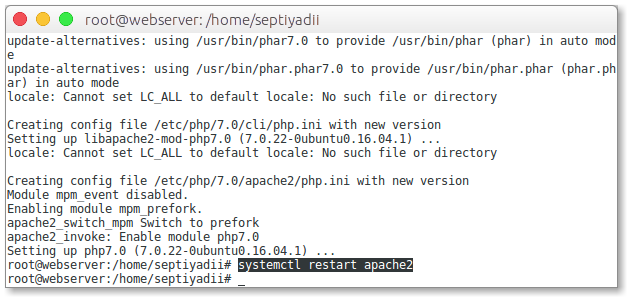 root@webserver: /home/septiyadii
update-alternatives: using /usr/bin/phar7.0 to provide /usr/bin/phar (phar) in auto mod
e
update-alternatives: using /usr/bin/phar.phar7.0 to provide /usr/bin/phar.phar (phar.ph
ar) in auto mode
locale: Cannot set LC_ALL to default locale: No such file or directory
Creating config file /etc/php/7.0/cli/php.ini with new version
Setting up libapache2-mod-php7.0 (7.0.22-0ubuntu0.16.04.1) ...
locale: Cannot set LC_ALL to default locale: No such file or directory
Creating config file /etc/php/7.0/apache2/php.ini with new version
Module mpm_event disabled.
Enabling module mpm_prefork.
apache2_switch_mpm Switch to prefork
apache2_invoke: Enable module php7.0
Setting up php7.0 (7.0.22-0ubuntu0.16.04.1) ...
root@webserver:/home/septiyadii# systemctl restart apache2
root@webserver:/home/septiyadii# _